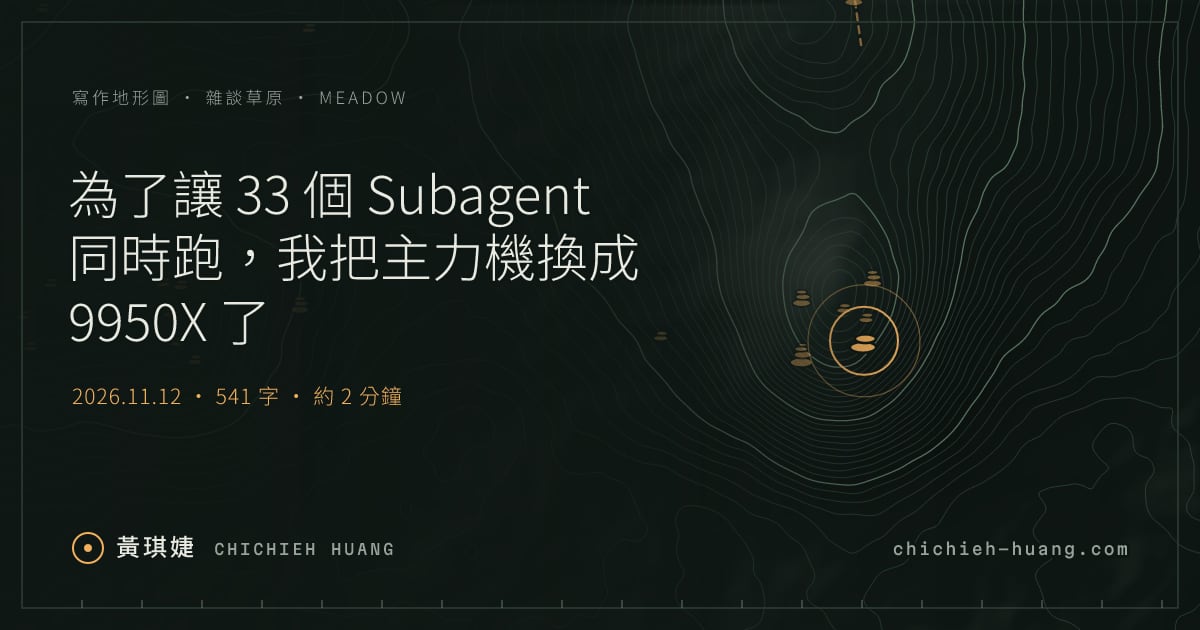 寫作地形圖 · 雜談草原 · MEADOW
為了讓 33 個 Subagent
同時跑，我把主力機換成
9950X 了
2026.11.12 · 541 字 · 約 2 分鐘
黃琪婕 CHICHIEH HUANG
chichieh-huang.com